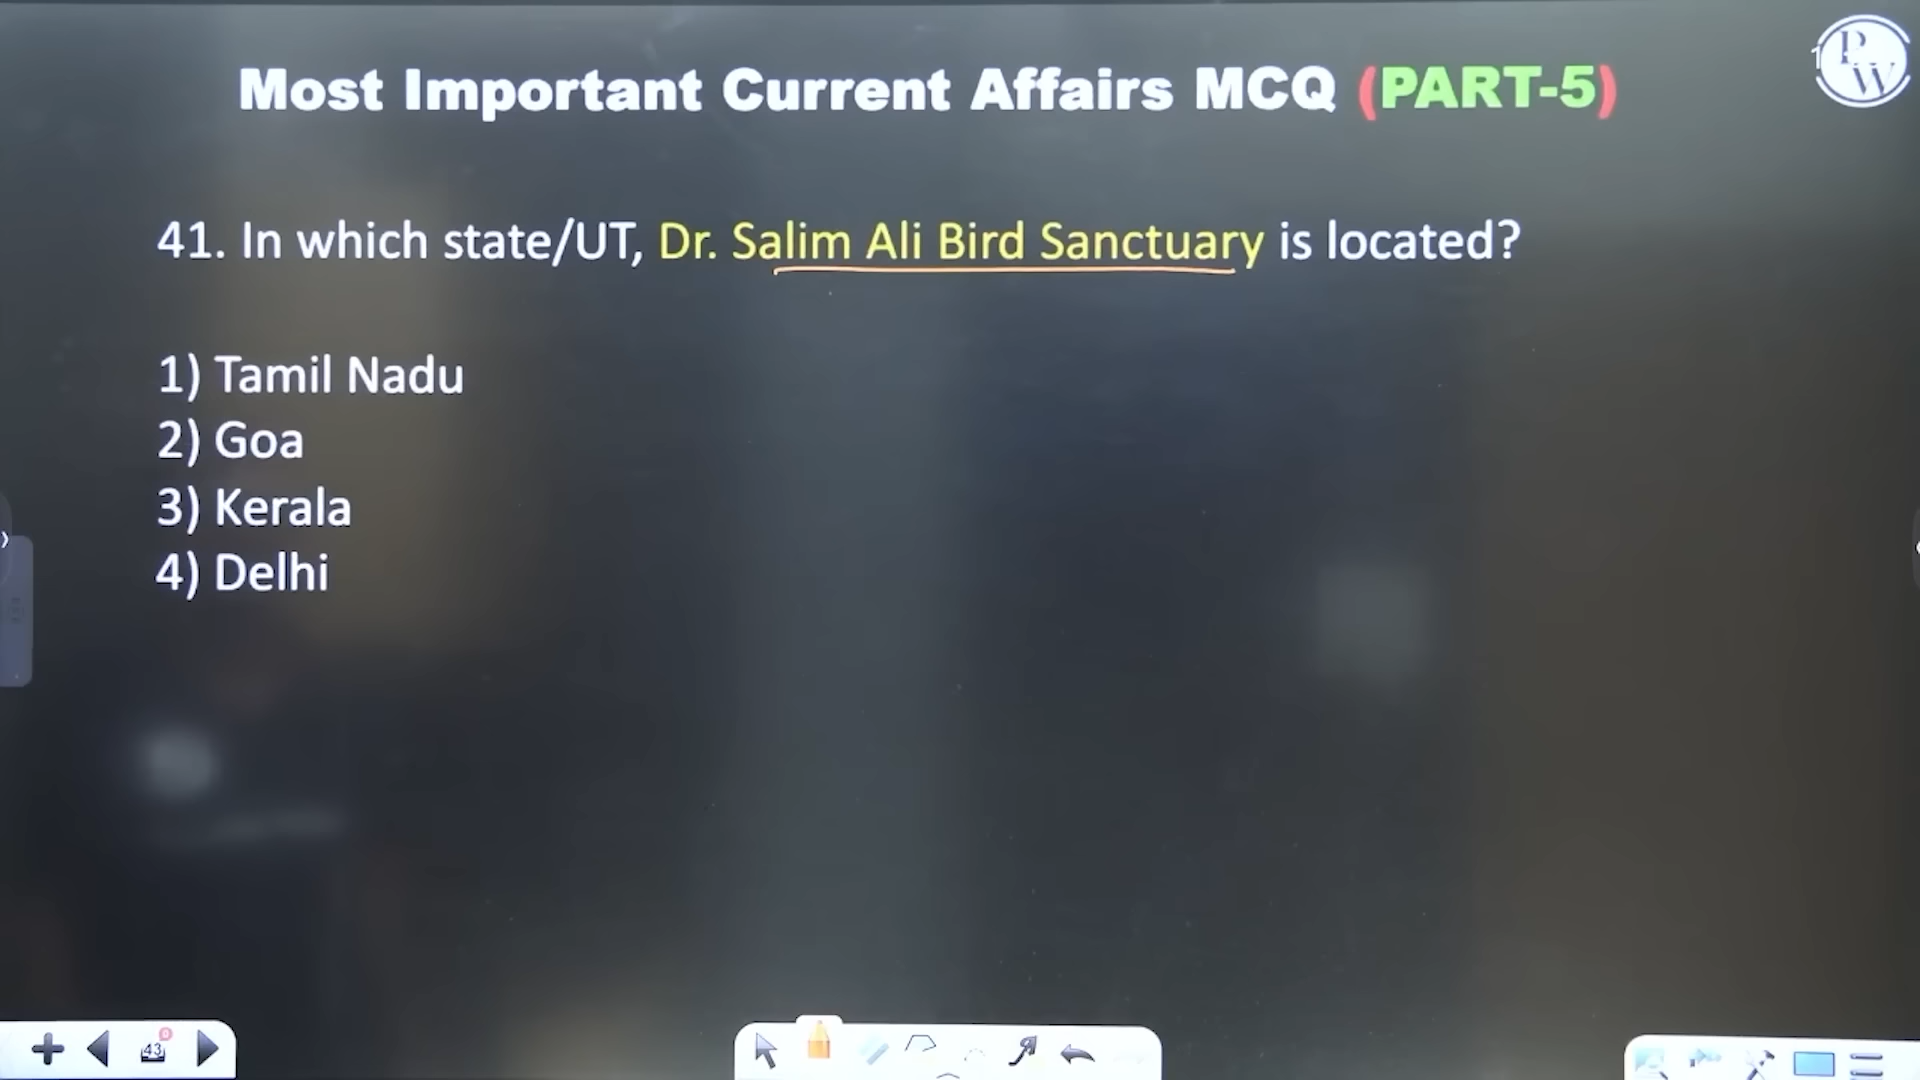 Most Important Current Affairs MCQ (PART-5)
PW
41. In which state/UT, Dr. Salim Ali Bird Sanctuary is located?
1) Tamil Nadu
2) Goa
3) Kerala
4) Delhi
43